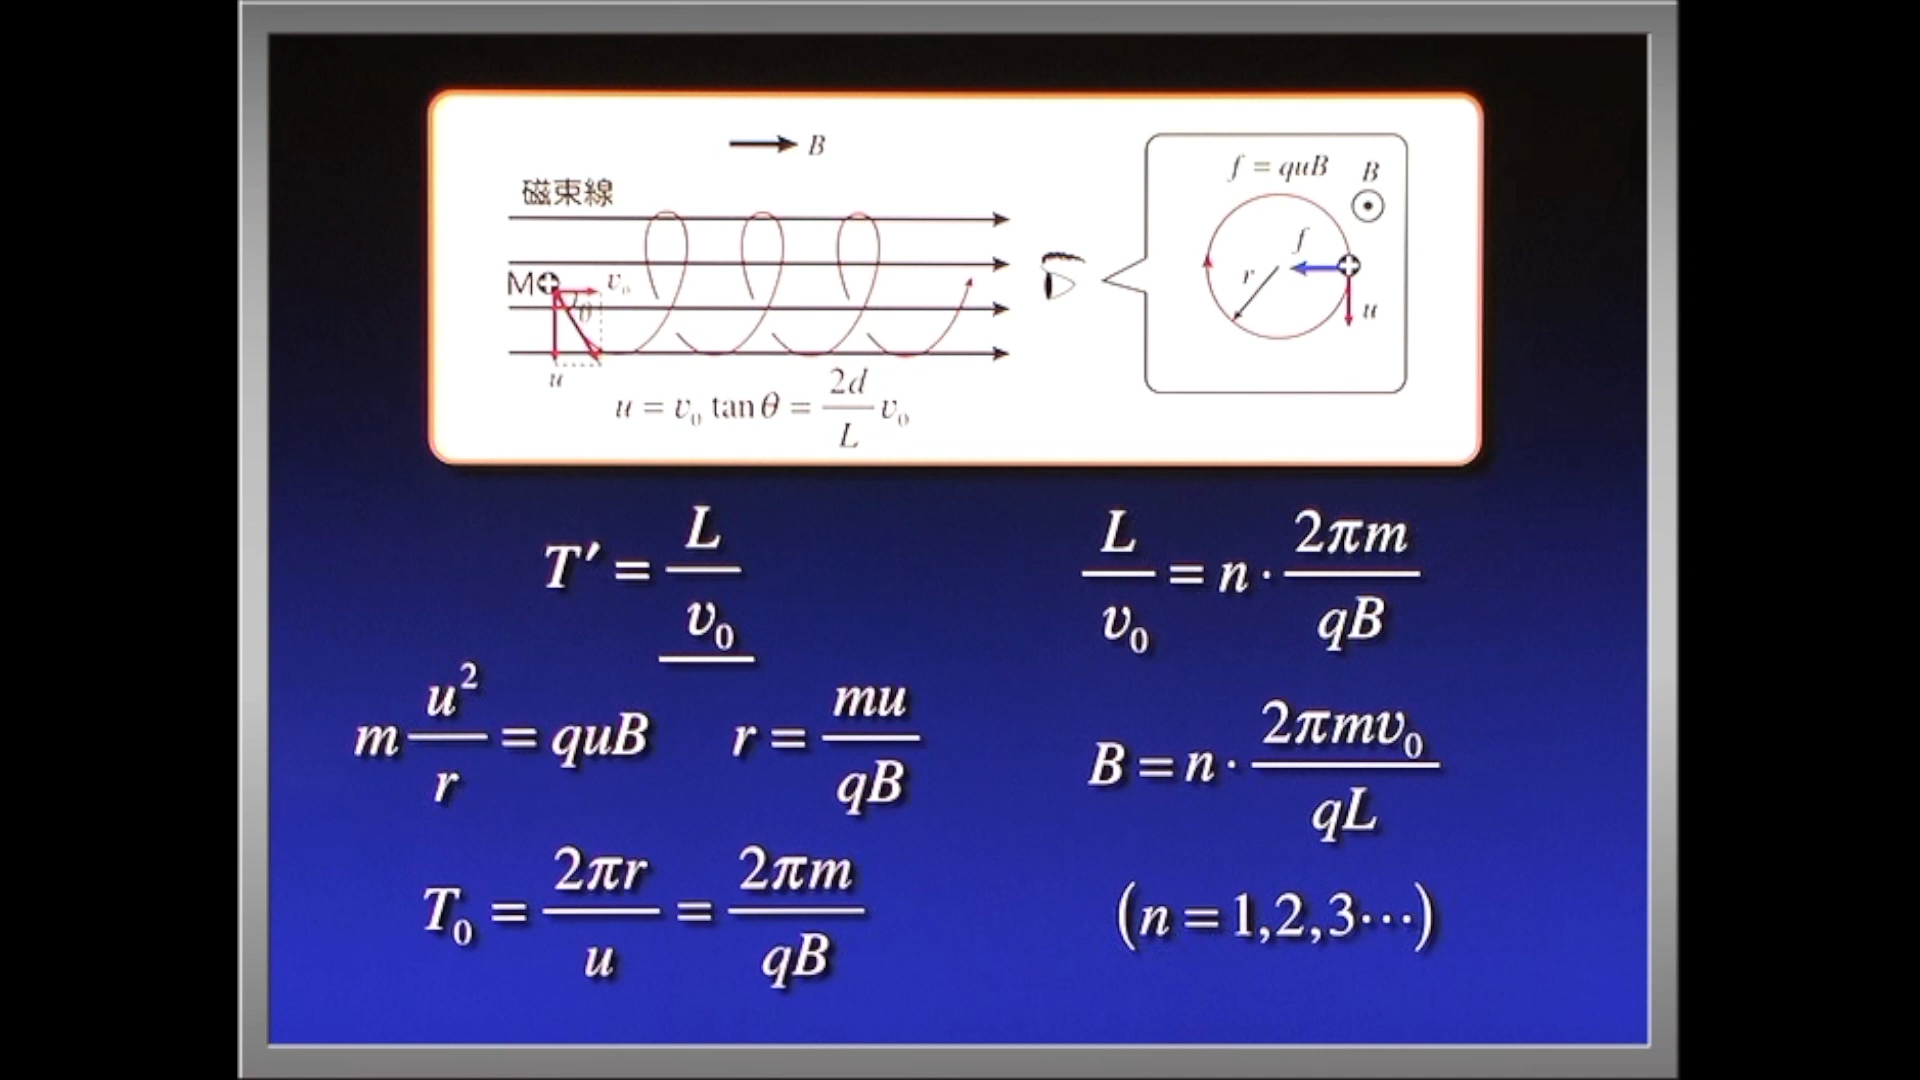 → B
磁束線
M⊕ v₀
θ
u
u = v₀ tanθ = 2d/L v₀
f = quB B
f
r
u
T′ = L/v₀
m u²/r = quB r = mu/qB
T₀ = 2πr/u = 2πm/qB
L/v₀ = n · 2πm/qB
B = n · 2πmv₀/qL
(n = 1,2,3⋯)